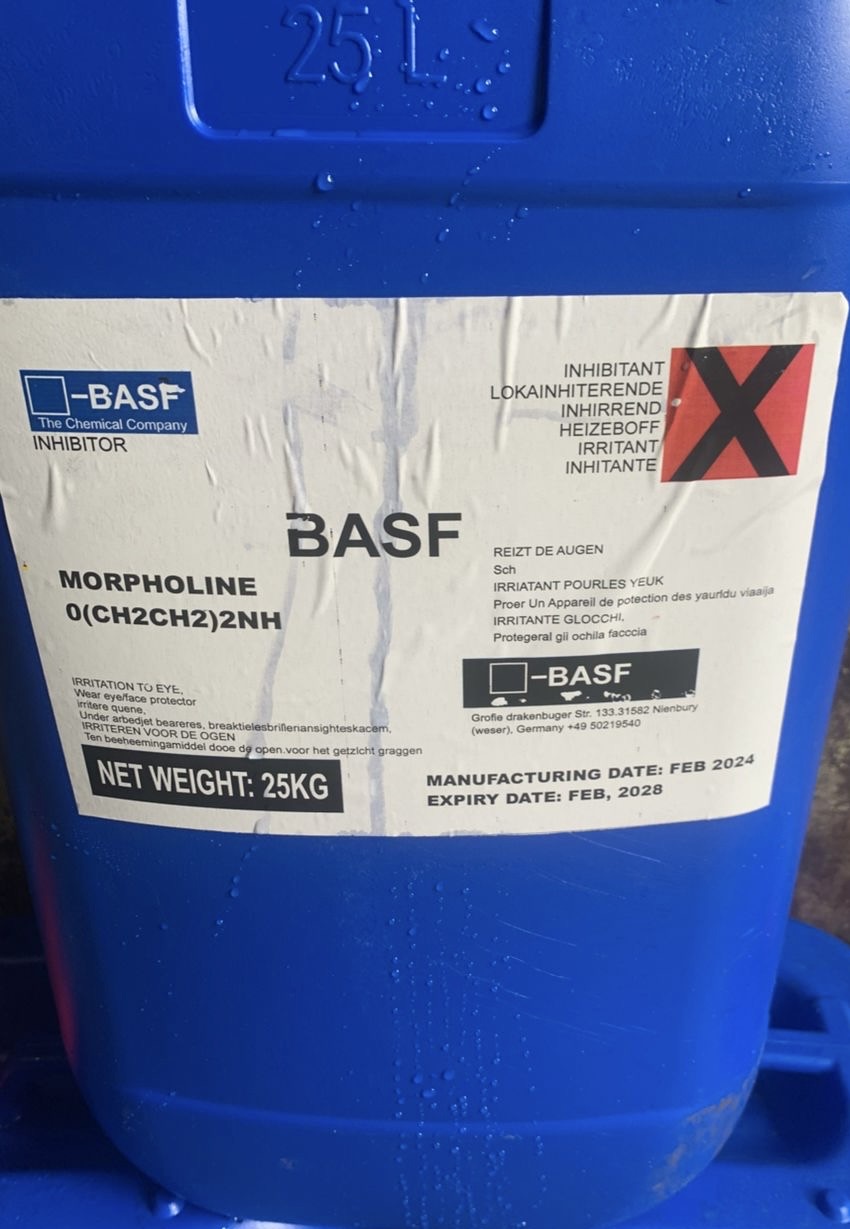 25 L
BASF
The Chemical Company
INHIBITOR
INHIBITANT
LOKAINHITERENDE
INHIRREND
HEIZEBOFF
IRRITANT
INHITANTE
BASF
MORPHOLINE
0(CH2CH2)2NH
REIZT DE AUGEN
Sch
IRRIATANT POURLES YEUK
Proer Un Appareil de potection des yaurldu viaaija
IRRITANTE GLOCCHI,
Protegeral gli ochila facccia
BASF
Grofie drakenbuger Str. 133.31582 Nienbury
(weser), Germany +49 50219540
IRRITATION TO EYE,
Wear eye/face protector
irritere quene,
Under arbedjet beareres, breaktielesbrillenansighteskacem,
IRRITEREN VOOR DE OGEN
Ten beeheemingamiddel dooe de open.voor het getzlcht graggen
NET WEIGHT: 25KG
MANUFACTURING DATE: FEB 2024
EXPIRY DATE: FEB, 2028